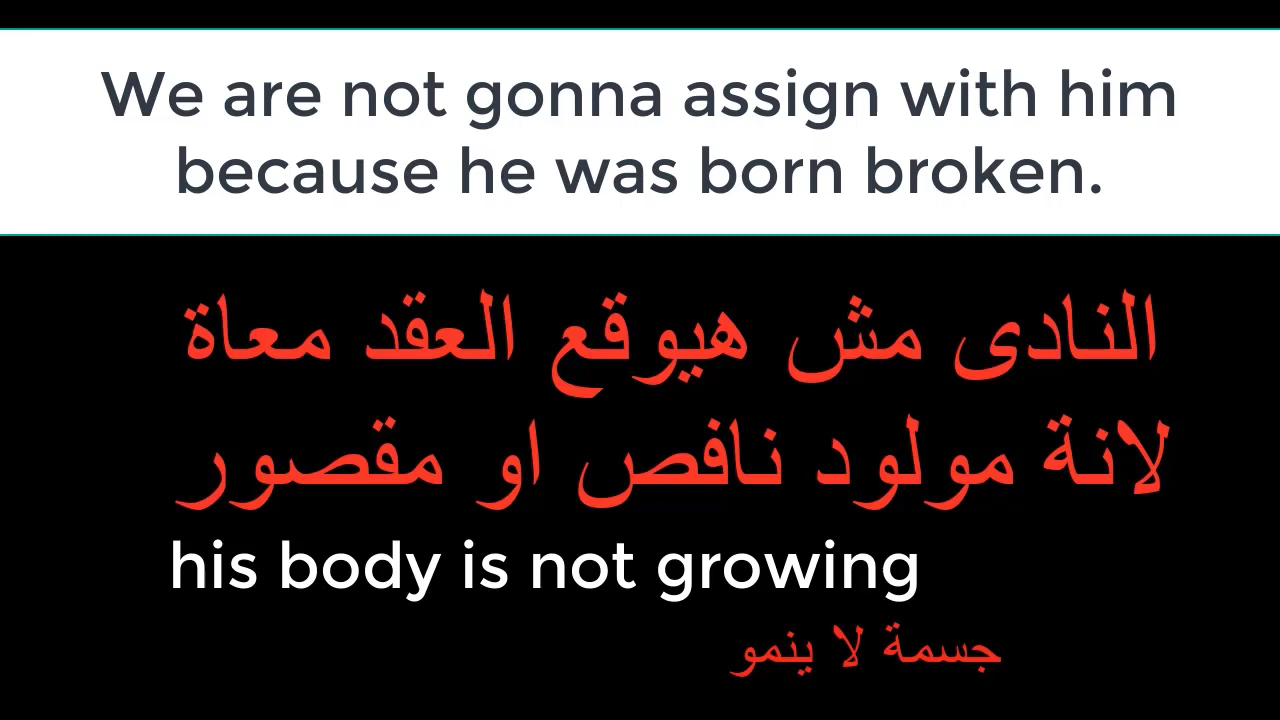 We are not gonna assign with him
because he was born broken.
النادى مش هيوقع العقد معاة
لانة مولود نافص او مقصور
his body is not growing
جسمة لا ينمو